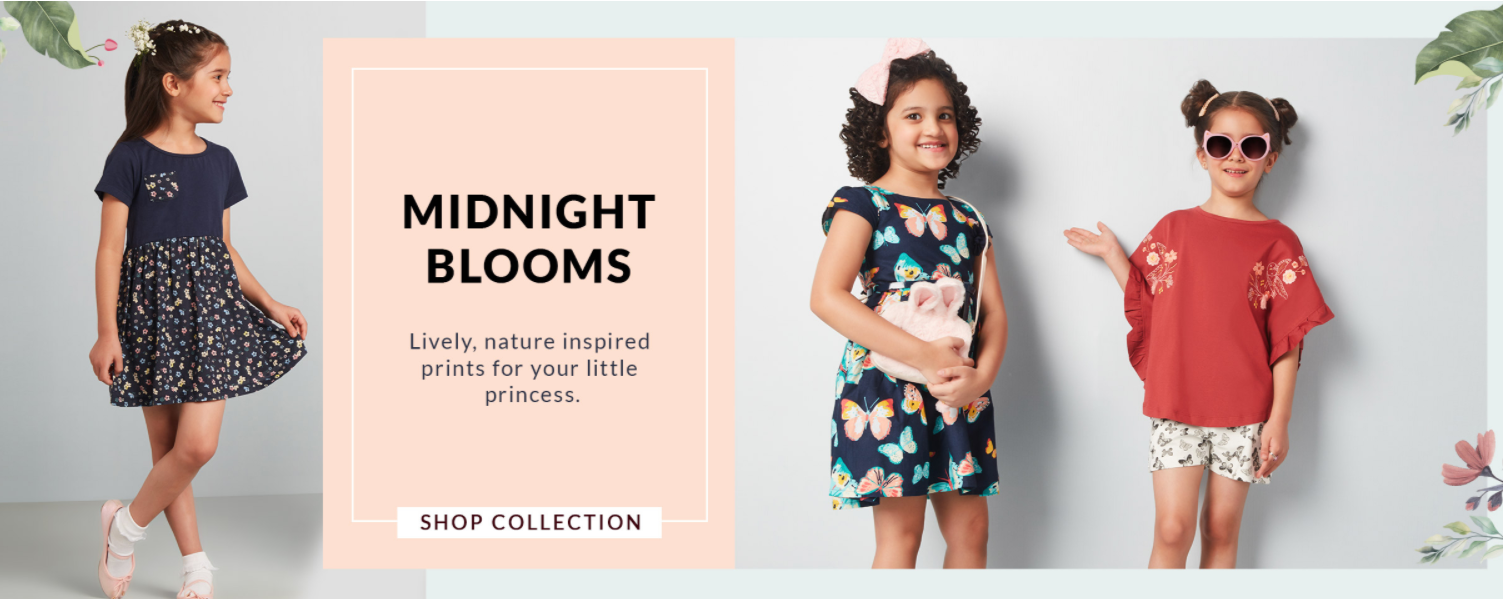 MIDNIGHT
BLOOMS
Lively, nature inspired
prints for your little
princess.
SHOP COLLECTION